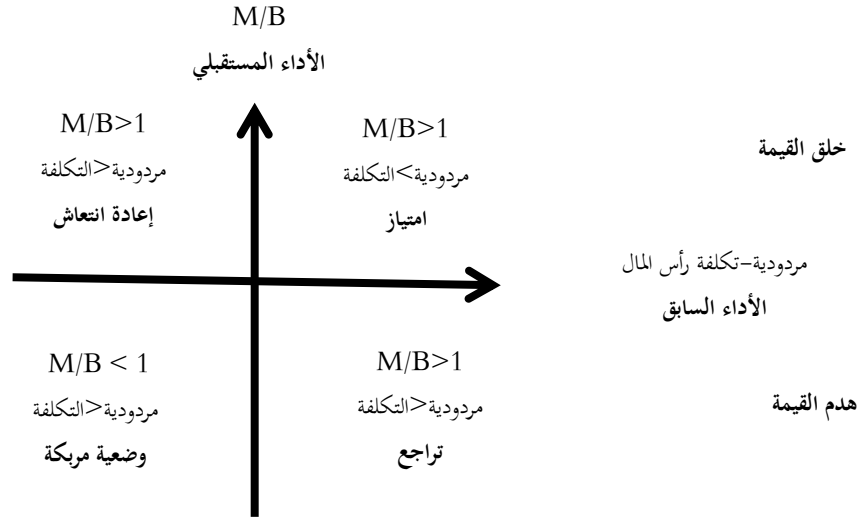 M/B
الأداء المستقبلي
M/B>1
مردودية>التكلفة
امتياز
M/B>1
مردودية<التكلفة
إعادة انتعاش
خلق القيمة
مردودية-تكلفة رأس المال
الأداء السابق
M/B>1
مردودية<التكلفة
تراجع
M/B < 1
مردودية<التكلفة
وضعية مربكة
هدم القيمة